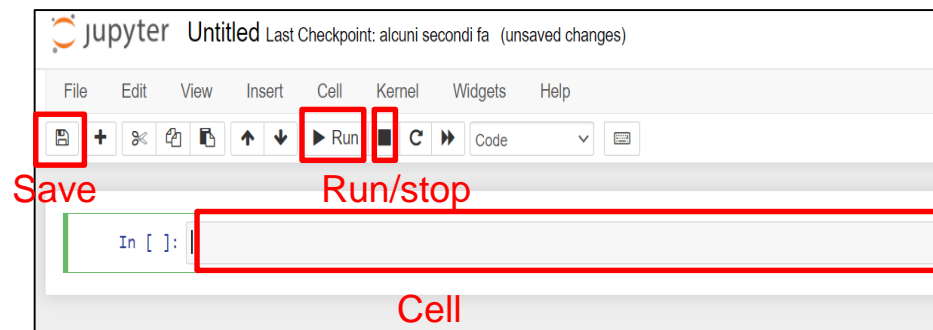 jupyter Untitled Last Checkpoint: alcuni secondi fa (unsaved changes)
File Edit View Insert Cell Kernel Widgets Help
Run Code
Save Run/stop
In [ ]:
Cell